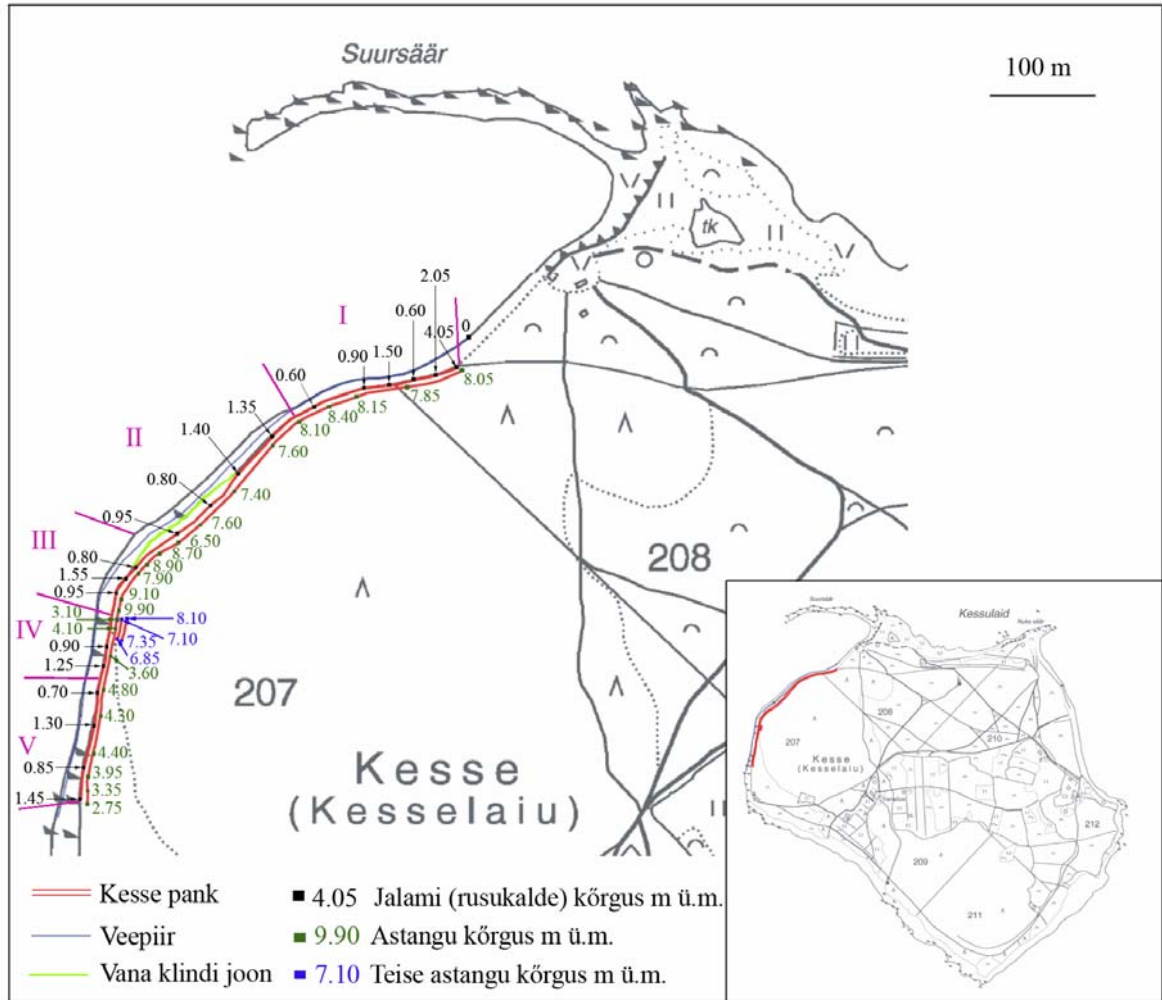 Suursäär
100 m
tk
I
2.05
0.60
4.05
0
1.50
0.90
0.60
8.05
7.85
8.15
8.40
8.10
1.35
7.60
II
1.40
7.40
0.80
7.60
0.95
6.50
8.70
III
0.80
8.90
1.55
7.90
0.95
9.10
3.10
9.90
8.10
IV
4.10
7.10
7.35
0.90
6.85
1.25
3.60
0.70
4.80
1.30
4.30
V
4.40
0.85
3.95
1.45
3.35
2.75
208
207
Kesse
(Kesselaiu)
Kesse pank
Veepiir
Vana klindi joon
4.05 Jalami (rusukalde) kõrgus m ü.m.
9.90 Astangu kõrgus m ü.m.
7.10 Teise astangu kõrgus m ü.m.
Suursäär
Kessulaid
208
207
210
Kesse
(Kesselaiu)
212
209
211